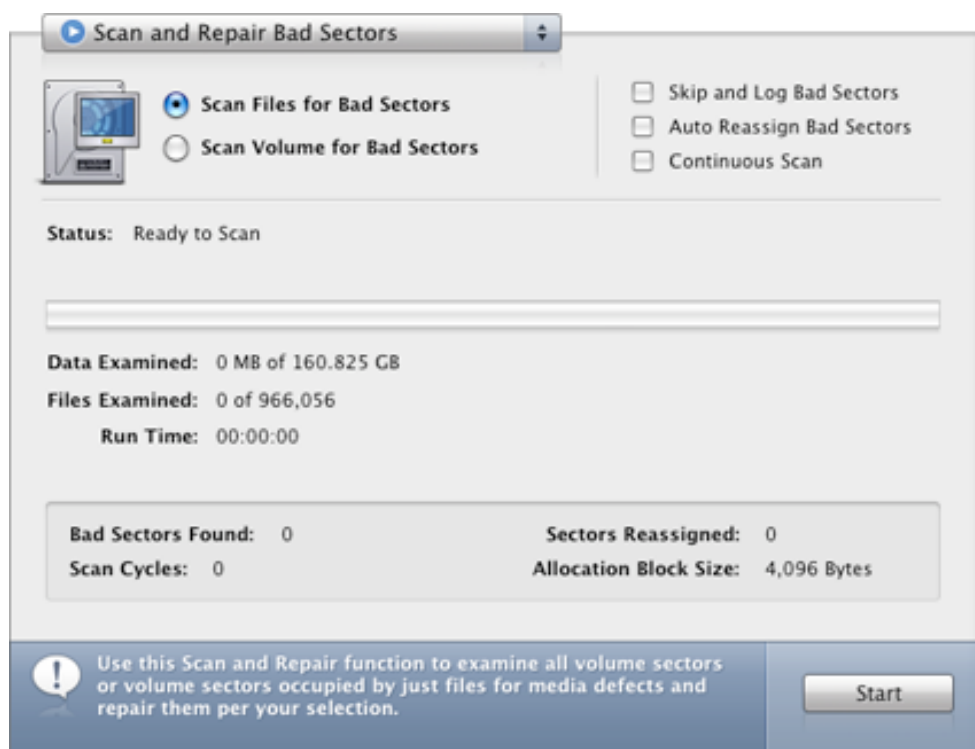 Scan and Repair Bad Sectors
Scan Files for Bad Sectors
Scan Volume for Bad Sectors
Skip and Log Bad Sectors
Auto Reassign Bad Sectors
Continuous Scan
Status: Ready to Scan
Data Examined: 0 MB of 160.825 GB
Files Examined: 0 of 966,056
Run Time: 00:00:00
Bad Sectors Found: 0
Sectors Reassigned: 0
Scan Cycles: 0
Allocation Block Size: 4,096 Bytes
Use this Scan and Repair function to examine all volume sectors
or volume sectors occupied by just files for media defects and
repair them per your selection.
Start